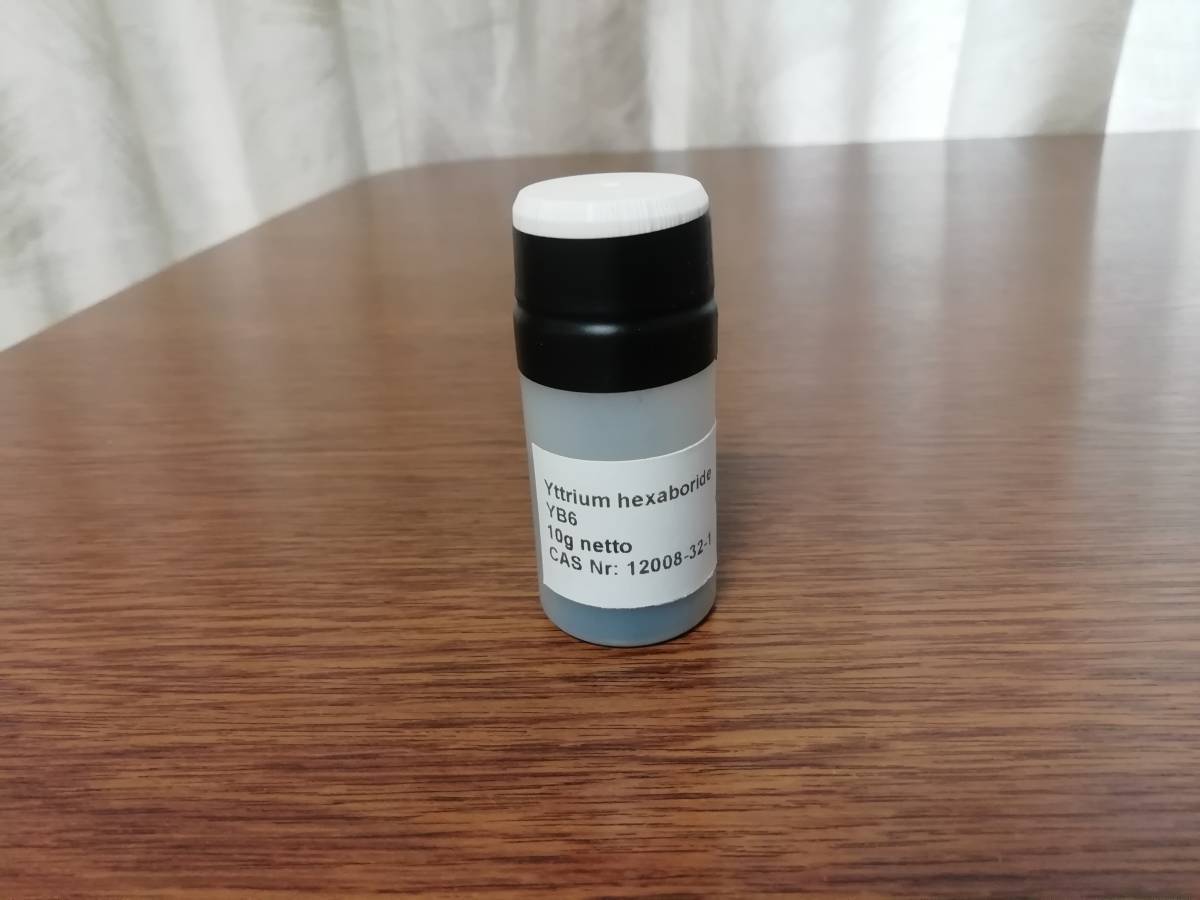 Yttrium hexaboride
YB6
10g netto
CAS Nr: 12008-32-1